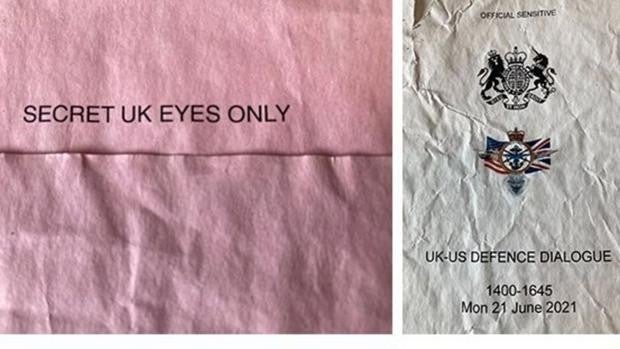 SECRET UK EYES ONLY
OFFICIAL SENSITIVE
UK-US DEFENCE DIALOGUE
1400-1645
Mon 21 June 2021